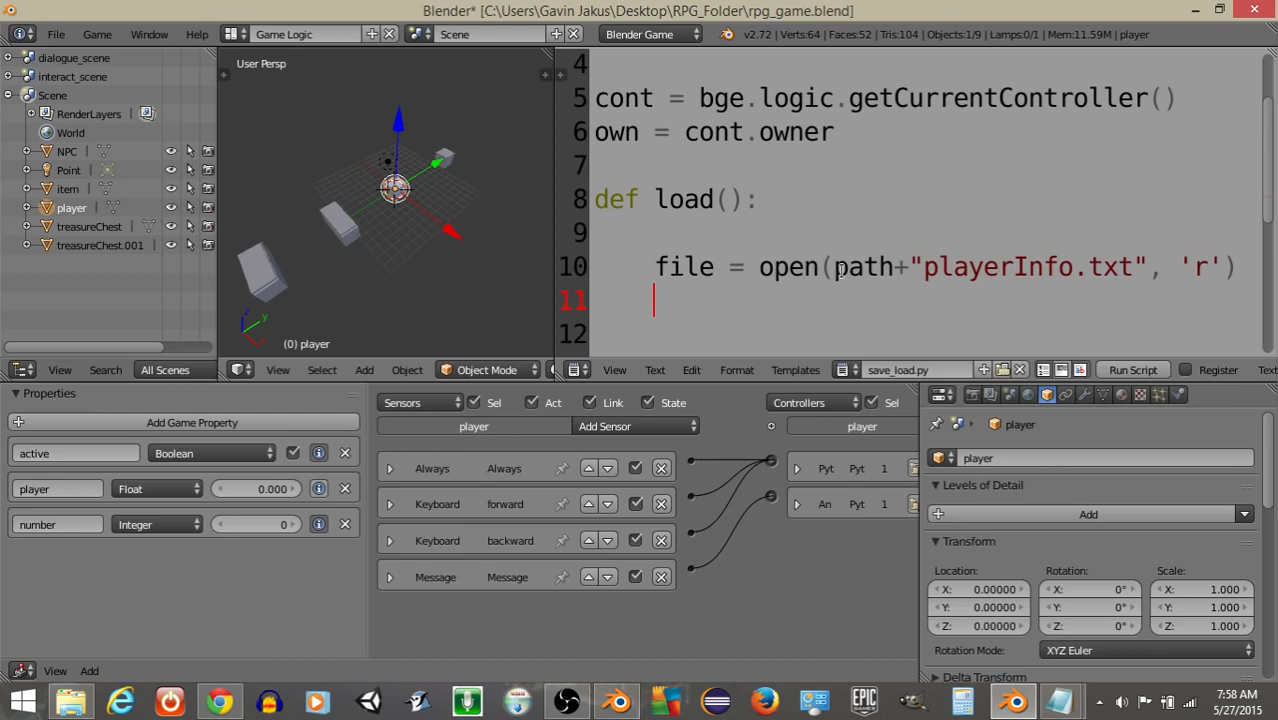 Blender* [C:\Users\Gavin Jakus\Desktop\RPG_Folder\rpg_game.blend]
File Game Window Help Game Logic Scene Blender Game v2.72 | Verts:64 | Faces:52 | Tris:104 | Objects:1/9 | Lamps:0/1 | Mem:11.59M | player
dialogue_scene
interact_scene
Scene
RenderLayers
World
NPC
Point
item
player
treasureChest
treasureChest.001
View Search All Scenes
User Persp
z y
(0) player
View Select Add Object Object Mode
4
5 cont = bge.logic.getCurrentController()
6 own = cont.owner
7
8 def load():
9
10 file = open(path+"playerInfo.txt", 'r')
11
12
View Text Edit Format Templates save_load.py Run Script Register Text
Properties
Add Game Property
active Boolean
player Float 0.000
number Integer 0
View Add
Sensors Sel Act Link State
player Add Sensor
Always Always
Keyboard forward
Keyboard backward
Message Message
Controllers Sel
player
Pyt Pyt 1
An Pyt 1
player
player
Levels of Detail
Add
Transform
Location: Rotation: Scale:
X: 0.00000 X: 0° X: 1.000
Y: 0.00000 Y: 0° Y: 1.000
Z: 0.00000 Z: 0° Z: 1.000
Rotation Mode: XYZ Euler
Delta Transform
EPIC GAMES
7:58 AM
5/27/2015